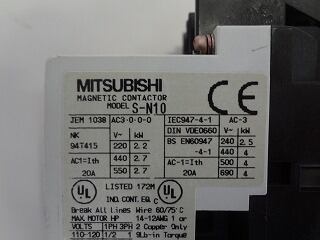 MITSUBISHI
MAGNETIC CONTACTOR
MODEL S-N10
CE
JEM 1038 AC3·0·0·0 IEC947-4-1 AC-3
NK V~ kW DIN VDE0660 V~ kW
94T415 220 2.2 BS EN60947 240 2.5
AC1=Ith 440 2.7 -4-1 440 4
20A 550 2.7 AC-1=Ith 500 4
20A 690 4
UL LISTED 172M UL
IND. CONT. EQ. C
Break All Lines Wire 60/75°C
MAX MOTOR HP 14-12AWG 1 or
VOLTS 1PH 3PH 2 Copper Only
110-120 1/2 1 9Lb-in Torque